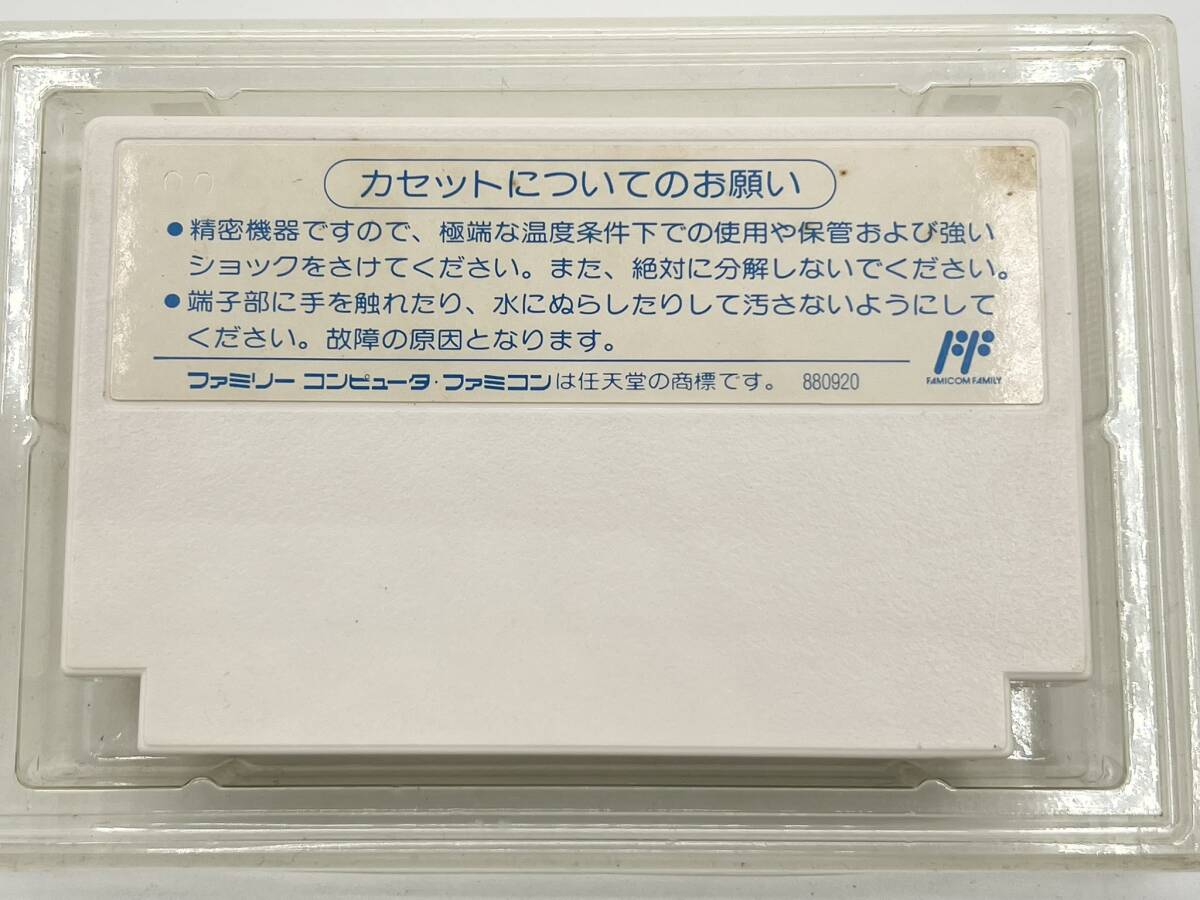 カセットについてのお願い
●精密機器ですので、極端な温度条件下での使用や保管および強い
ショックをさけてください。また、絶対に分解しないでください。
●端子部に手を触れたり、水にぬらしたりして汚さないようにして
ください。故障の原因となります。
FAMICOM FAMILY
ファミリー コンピュータ・ファミコンは任天堂の商標です。 880920